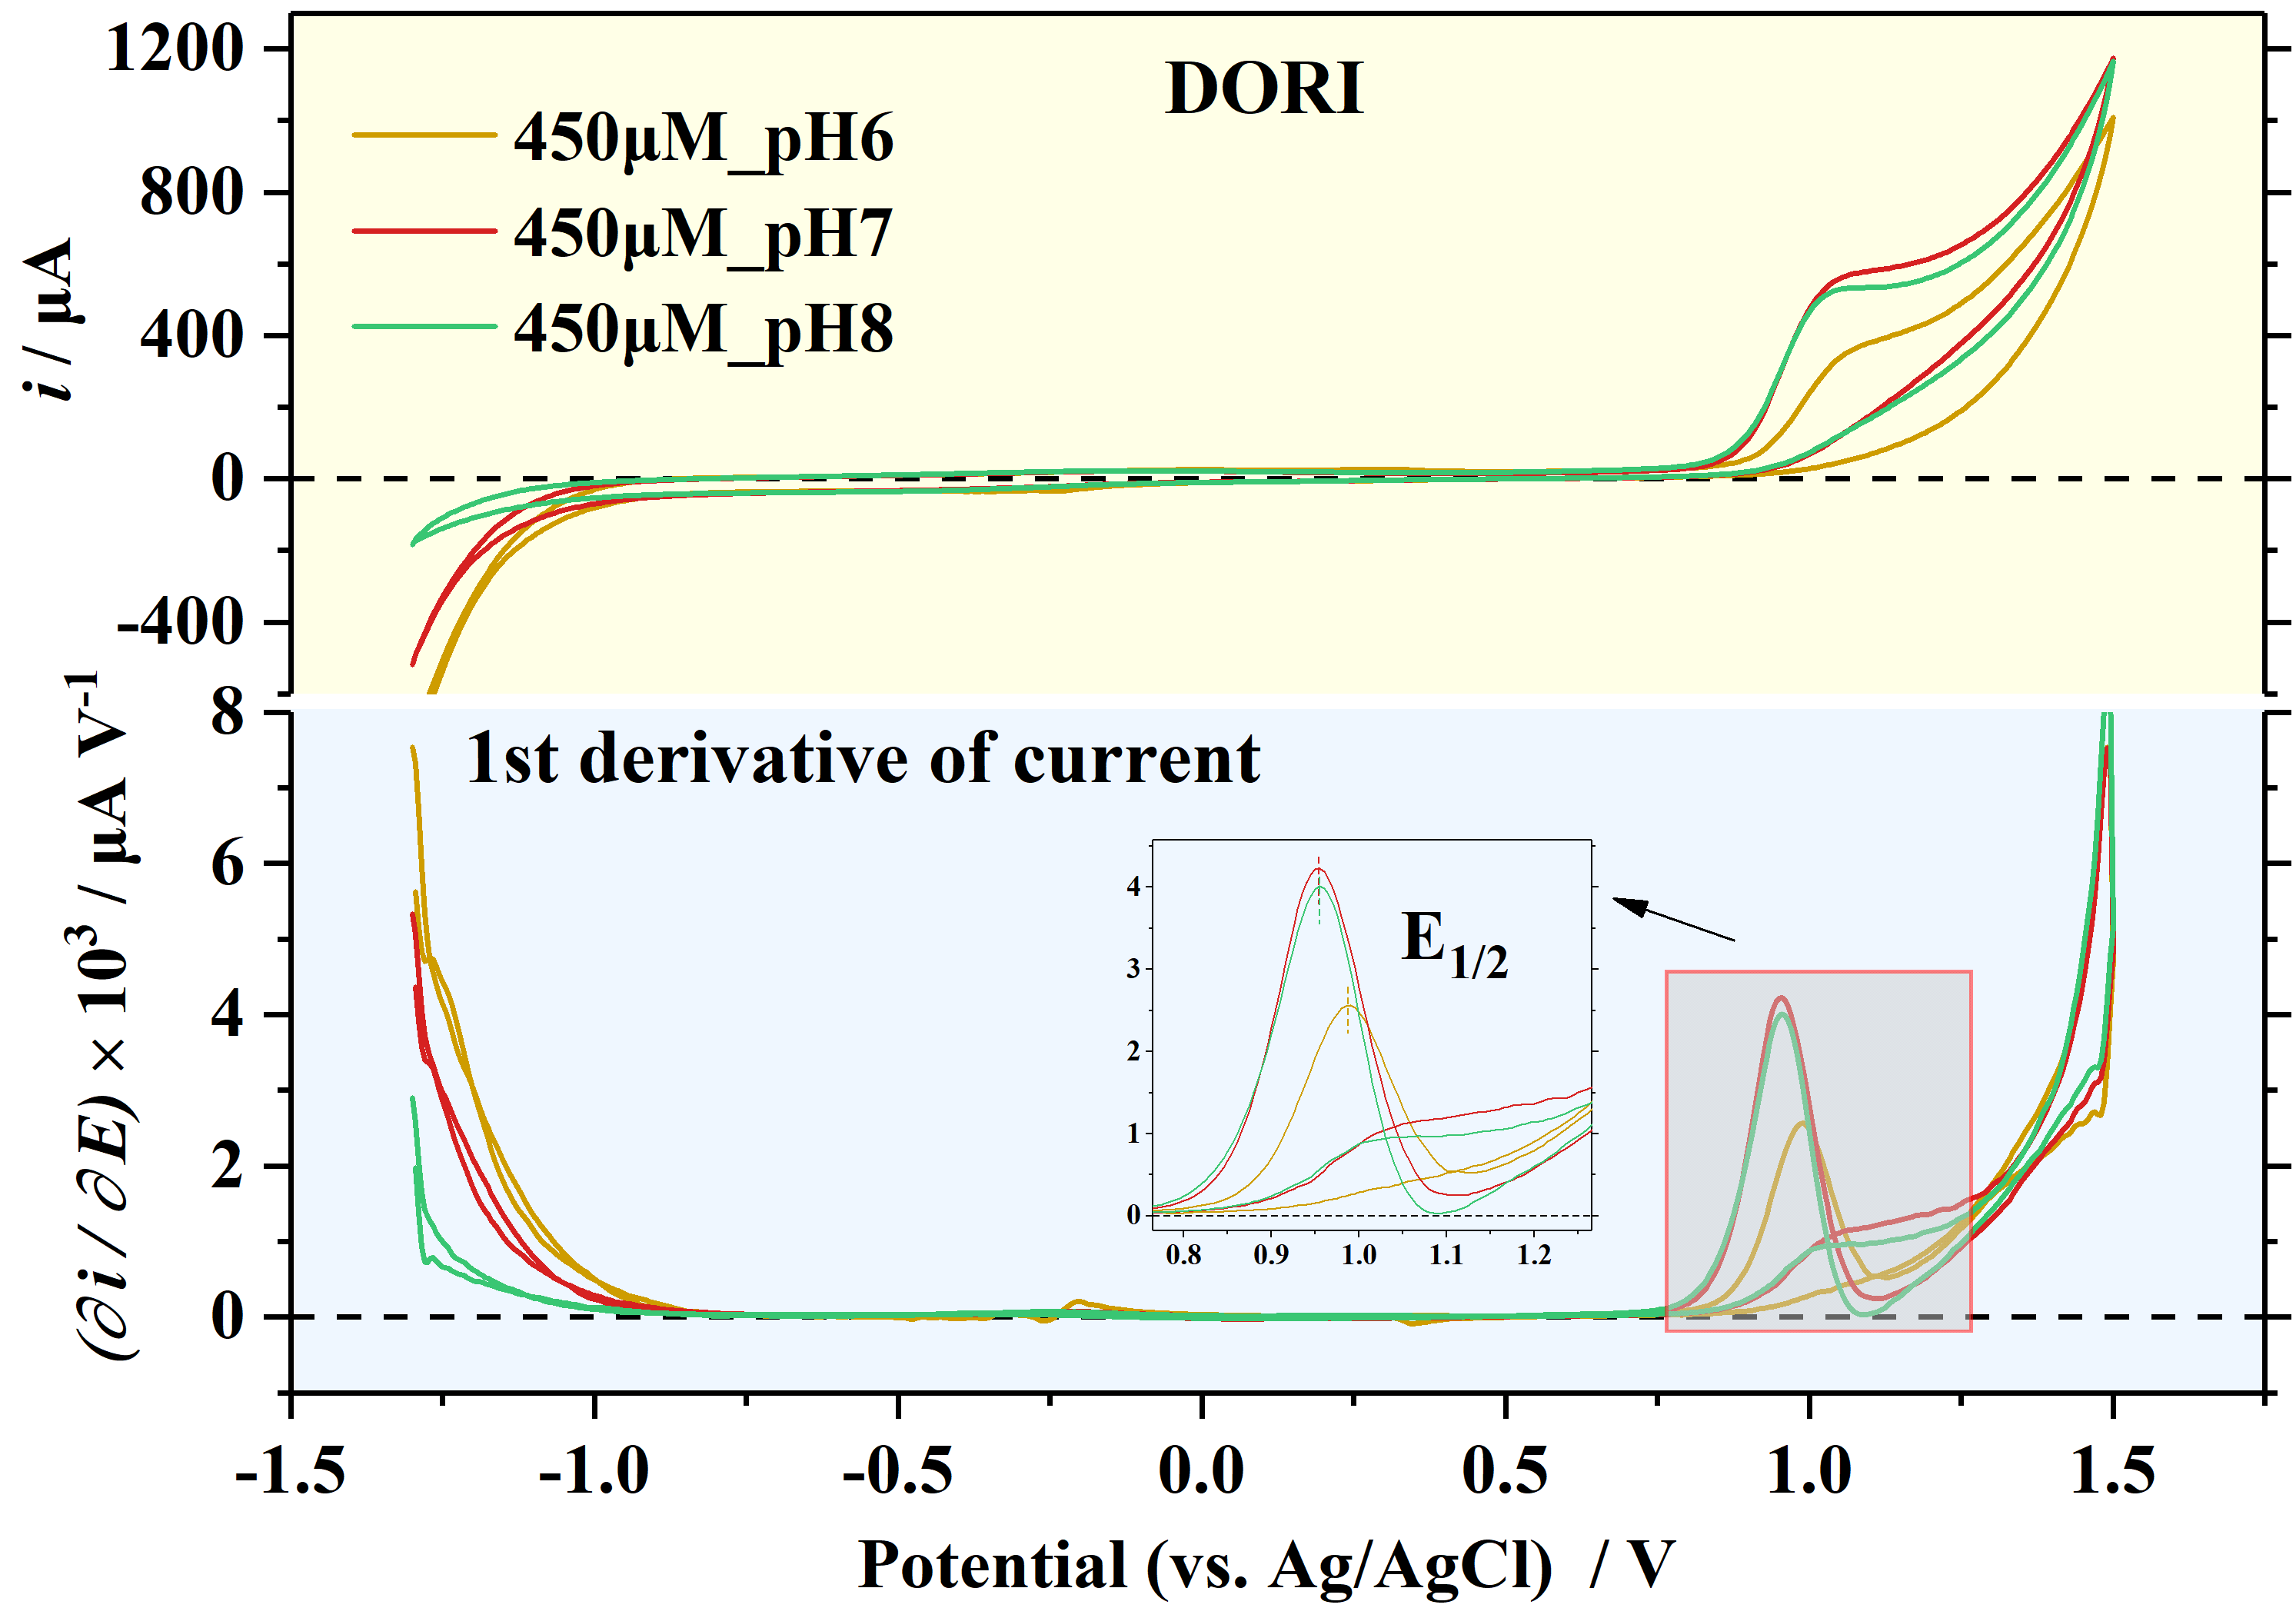 DORI
450μM_pH6
450μM_pH7
450μM_pH8
i / μA
1200
800
400
0
-400
1st derivative of current
(∂i / ∂E) × 10³ / μA V⁻¹
8
6
4
2
0
E1/2
4
3
2
1
0
0.8 0.9 1.0 1.1 1.2
-1.5 -1.0 -0.5 0.0 0.5 1.0 1.5
Potential (vs. Ag/AgCl) / V